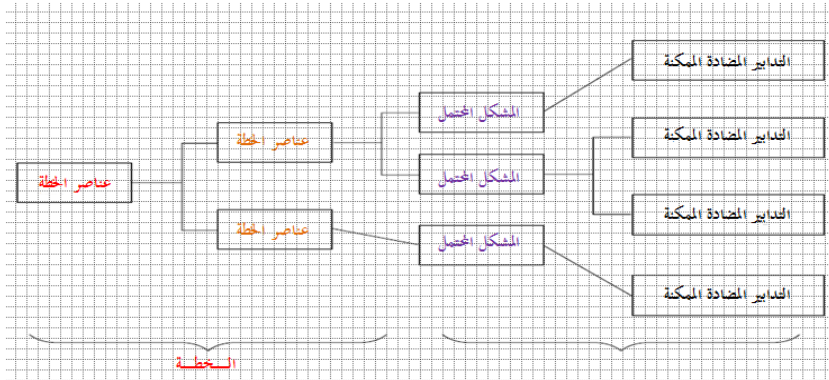 التدابير المضادة الممكنة
المشكل المحتمل
عناصر الخطة
التدابير المضادة الممكنة
عناصر الخطة
المشكل المحتمل
التدابير المضادة الممكنة
عناصر الخطة
المشكل المحتمل
التدابير المضادة الممكنة
الـــخطـــة